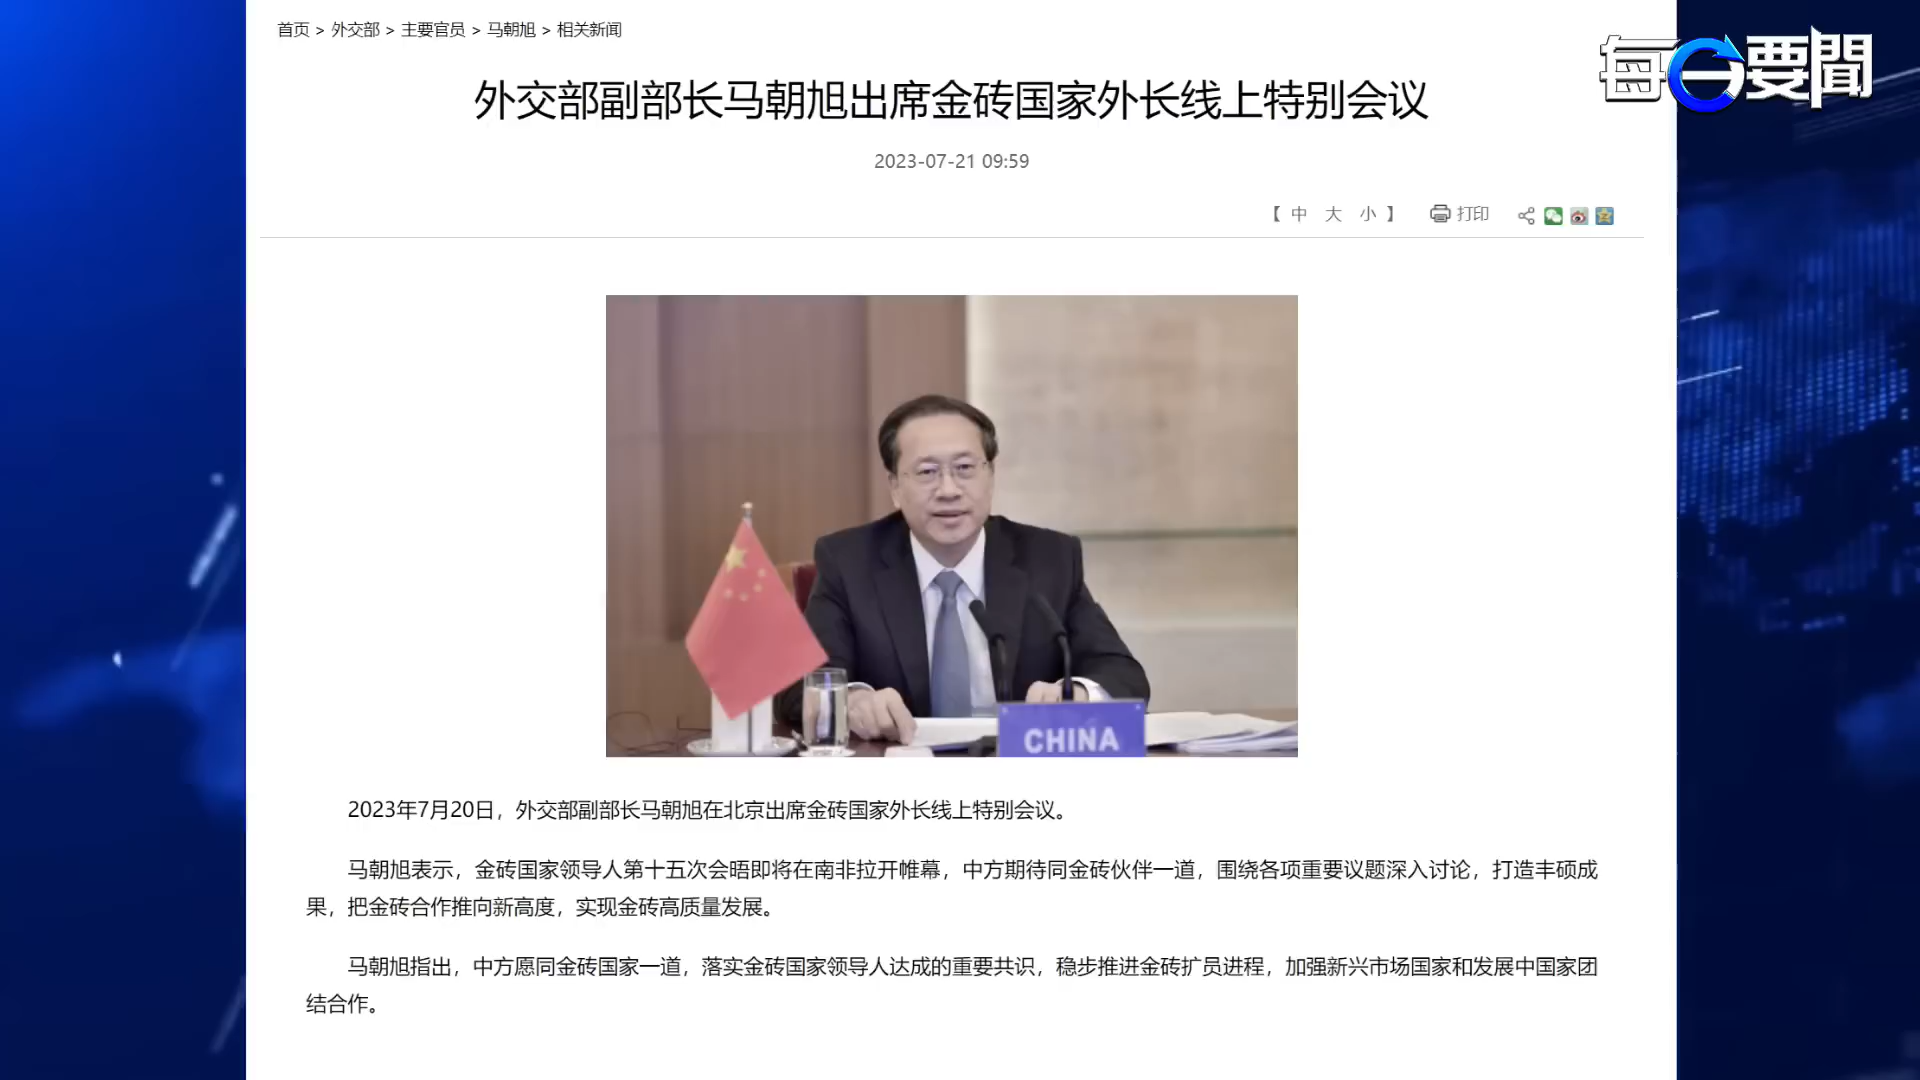 首页 > 外交部 > 主要官员 > 马朝旭 > 相关新闻
每日要聞
外交部副部长马朝旭出席金砖国家外长线上特别会议
2023-07-21 09:59
【 中 大 小 】 打印
CHINA
2023年7月20日，外交部副部长马朝旭在北京出席金砖国家外长线上特别会议。
马朝旭表示，金砖国家领导人第十五次会晤即将在南非拉开帷幕，中方期待同金砖伙伴一道，围绕各项重要议题深入讨论，打造丰硕成
果，把金砖合作推向新高度，实现金砖高质量发展。
马朝旭指出，中方愿同金砖国家一道，落实金砖国家领导人达成的重要共识，稳步推进金砖扩员进程，加强新兴市场国家和发展中国家团
结合作。